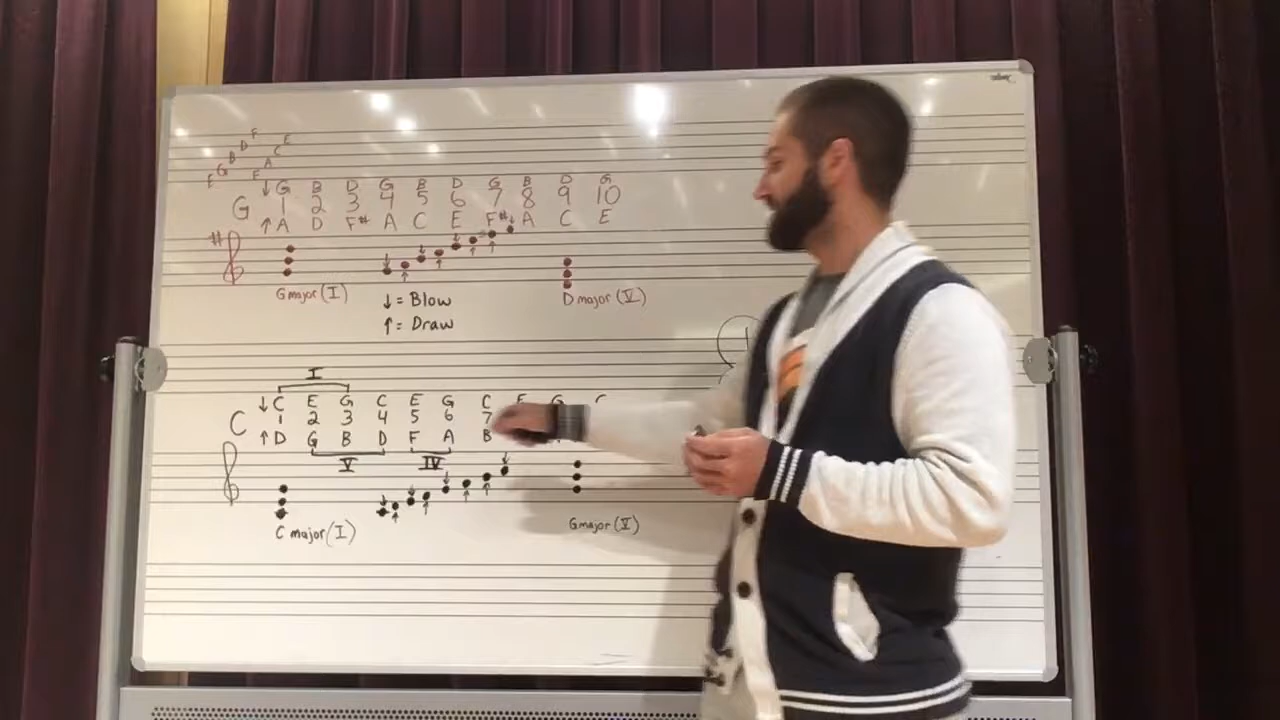 E G B D F
F A C E
↓ G B D G B D G B D G
G 1 2 3 4 5 6 7 8 9 10
↑ A D F# A C E F# A C E
#
G major (I)
↓ = Blow
D major (V)
↑ = Draw
I
↓ C E G C E G C E G C
C 1 2 3 4 5 6 7
↑ D G B D F A B
V IV
C major (I)
G major (V)